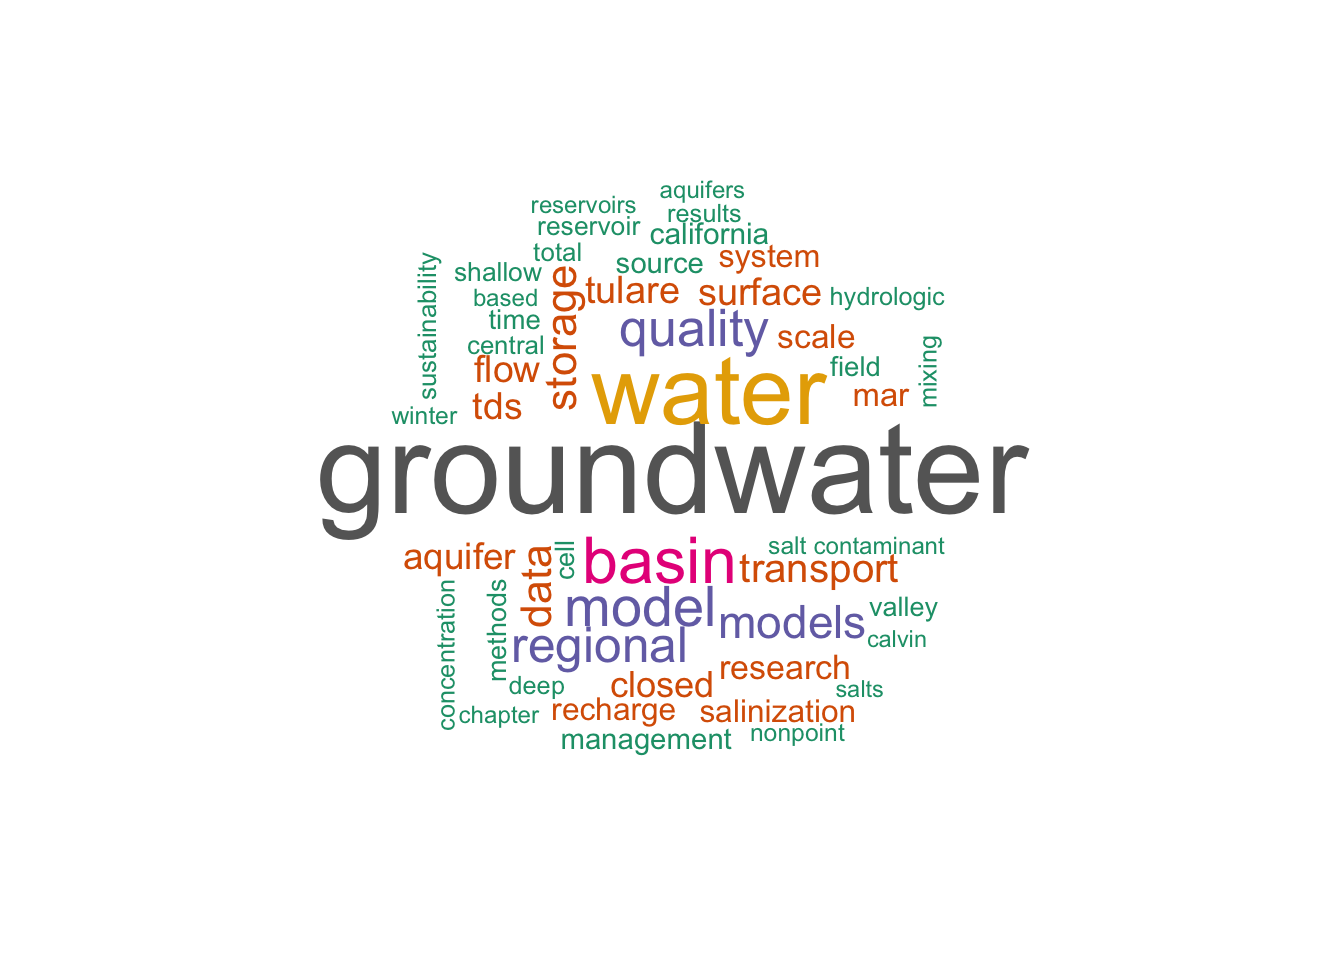 aquifers
reservoirs
results
reservoir
california
total
source
system
sustainability
shallow
storage
tulare
surface
hydrologic
based
time
quality
scale
central
mixing
flow
water
field
tds
mar
winter
groundwater
aquifer
data
cell
basin
salt contaminant
transport
concentration
methods
model
models
valley
regional
calvin
research
deep
closed
salts
chapter
recharge
salinization
management
nonpoint